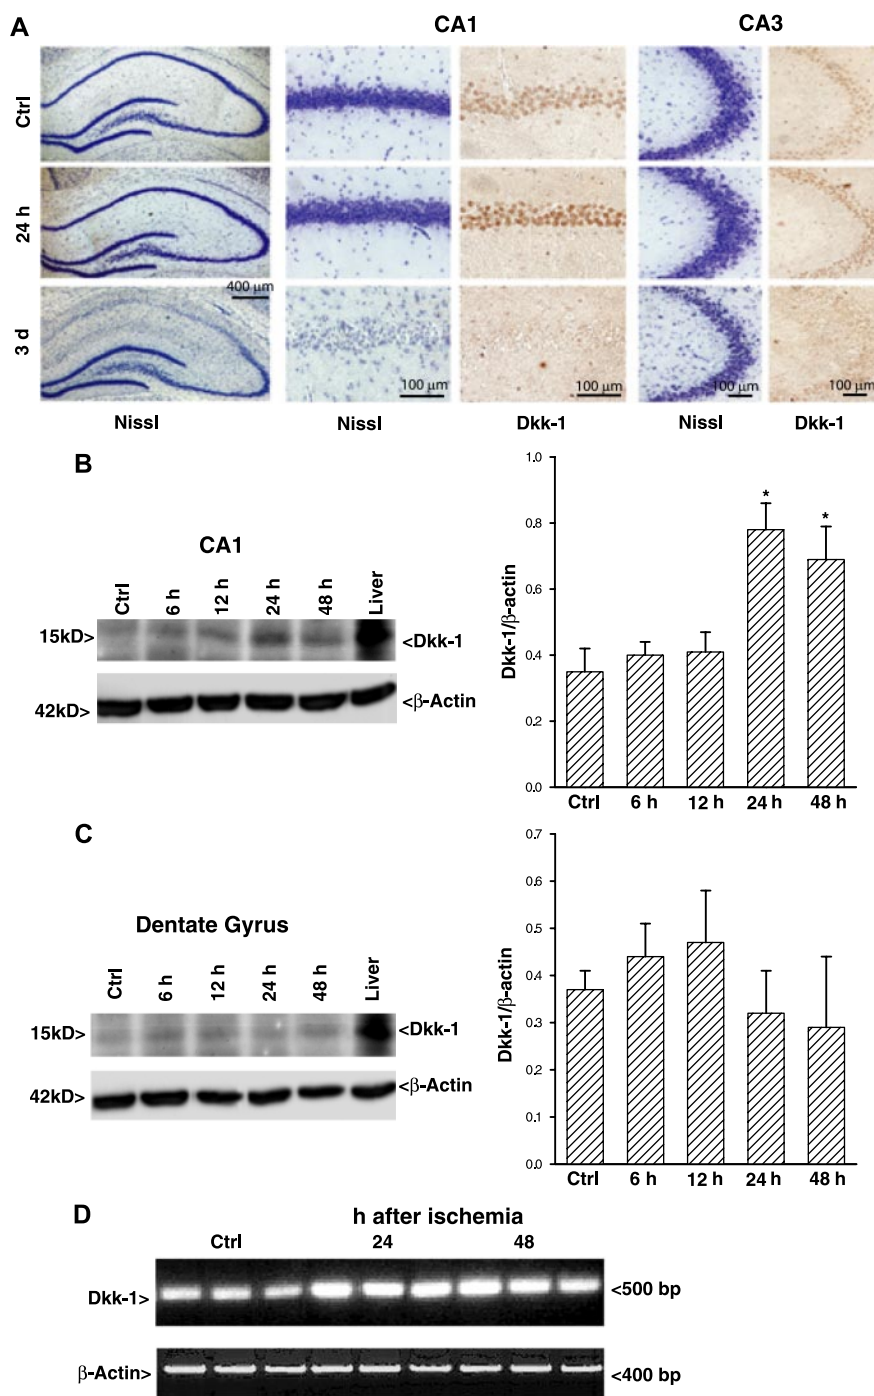 A
CA1
CA3
Ctrl
24 h
3 d
400 μm
100 μm
100 μm
100 μm
100 μm
Nissl
Nissl
Dkk-1
Nissl
Dkk-1
B
CA1
Ctrl
6 h
12 h
24 h
48 h
Liver
15kD>
<Dkk-1
42kD>
<β-Actin
Dkk-1/β-actin
1.0
0.8
0.6
0.4
0.2
0.0
*
*
Ctrl
6 h
12 h
24 h
48 h
C
Dentate Gyrus
Ctrl
6 h
12 h
24 h
48 h
Liver
15kD>
<Dkk-1
42kD>
<β-Actin
Dkk-1/β-actin
0.7
0.6
0.5
0.4
0.3
0.2
0.1
0.0
Ctrl
6 h
12 h
24 h
48 h
D
h after ischemia
Ctrl
24
48
Dkk-1>
<500 bp
β-Actin>
<400 bp